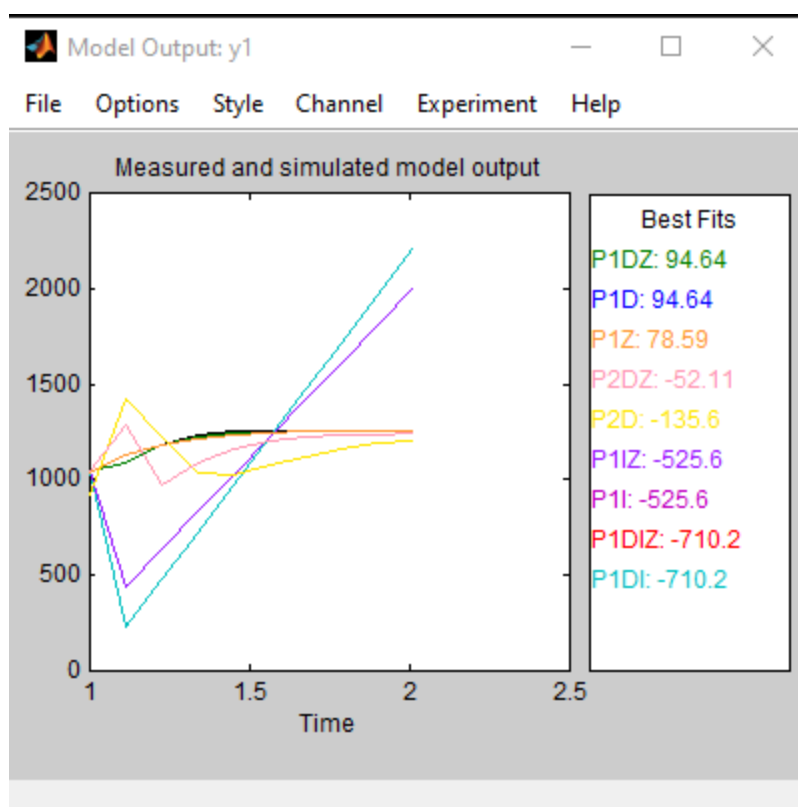 Model Output: y1
File Options Style Channel Experiment Help
Measured and simulated model output
2500
2000
1500
1000
500
0
1 1.5 2 2.5
Time
Best Fits
P1DZ: 94.64
P1D: 94.64
P1Z: 78.59
P2DZ: -52.11
P2D: -135.6
P1IZ: -525.6
P1I: -525.6
P1DIZ: -710.2
P1DI: -710.2